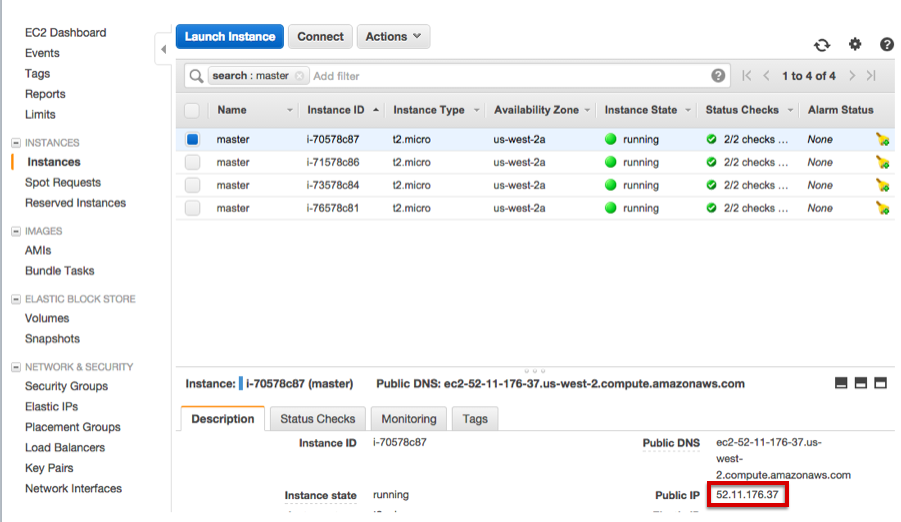 EC2 Dashboard
Events
Tags
Reports
Limits
INSTANCES
Instances
Spot Requests
Reserved Instances
IMAGES
AMIs
Bundle Tasks
ELASTIC BLOCK STORE
Volumes
Snapshots
NETWORK & SECURITY
Security Groups
Elastic IPs
Placement Groups
Load Balancers
Key Pairs
Network Interfaces
Launch Instance Connect Actions
search : master Add filter 1 to 4 of 4
Name Instance ID Instance Type Availability Zone Instance State Status Checks Alarm Status
master i-70578c87 t2.micro us-west-2a running 2/2 checks ... None
master i-71578c86 t2.micro us-west-2a running 2/2 checks ... None
master i-73578c84 t2.micro us-west-2a running 2/2 checks ... None
master i-76578c81 t2.micro us-west-2a running 2/2 checks ... None
Instance: i-70578c87 (master) Public DNS: ec2-52-11-176-37.us-west-2.compute.amazonaws.com
Description Status Checks Monitoring Tags
Instance ID i-70578c87 Public DNS ec2-52-11-176-37.us-
west-
2.compute.amazonaws.com
Instance state running Public IP 52.11.176.37